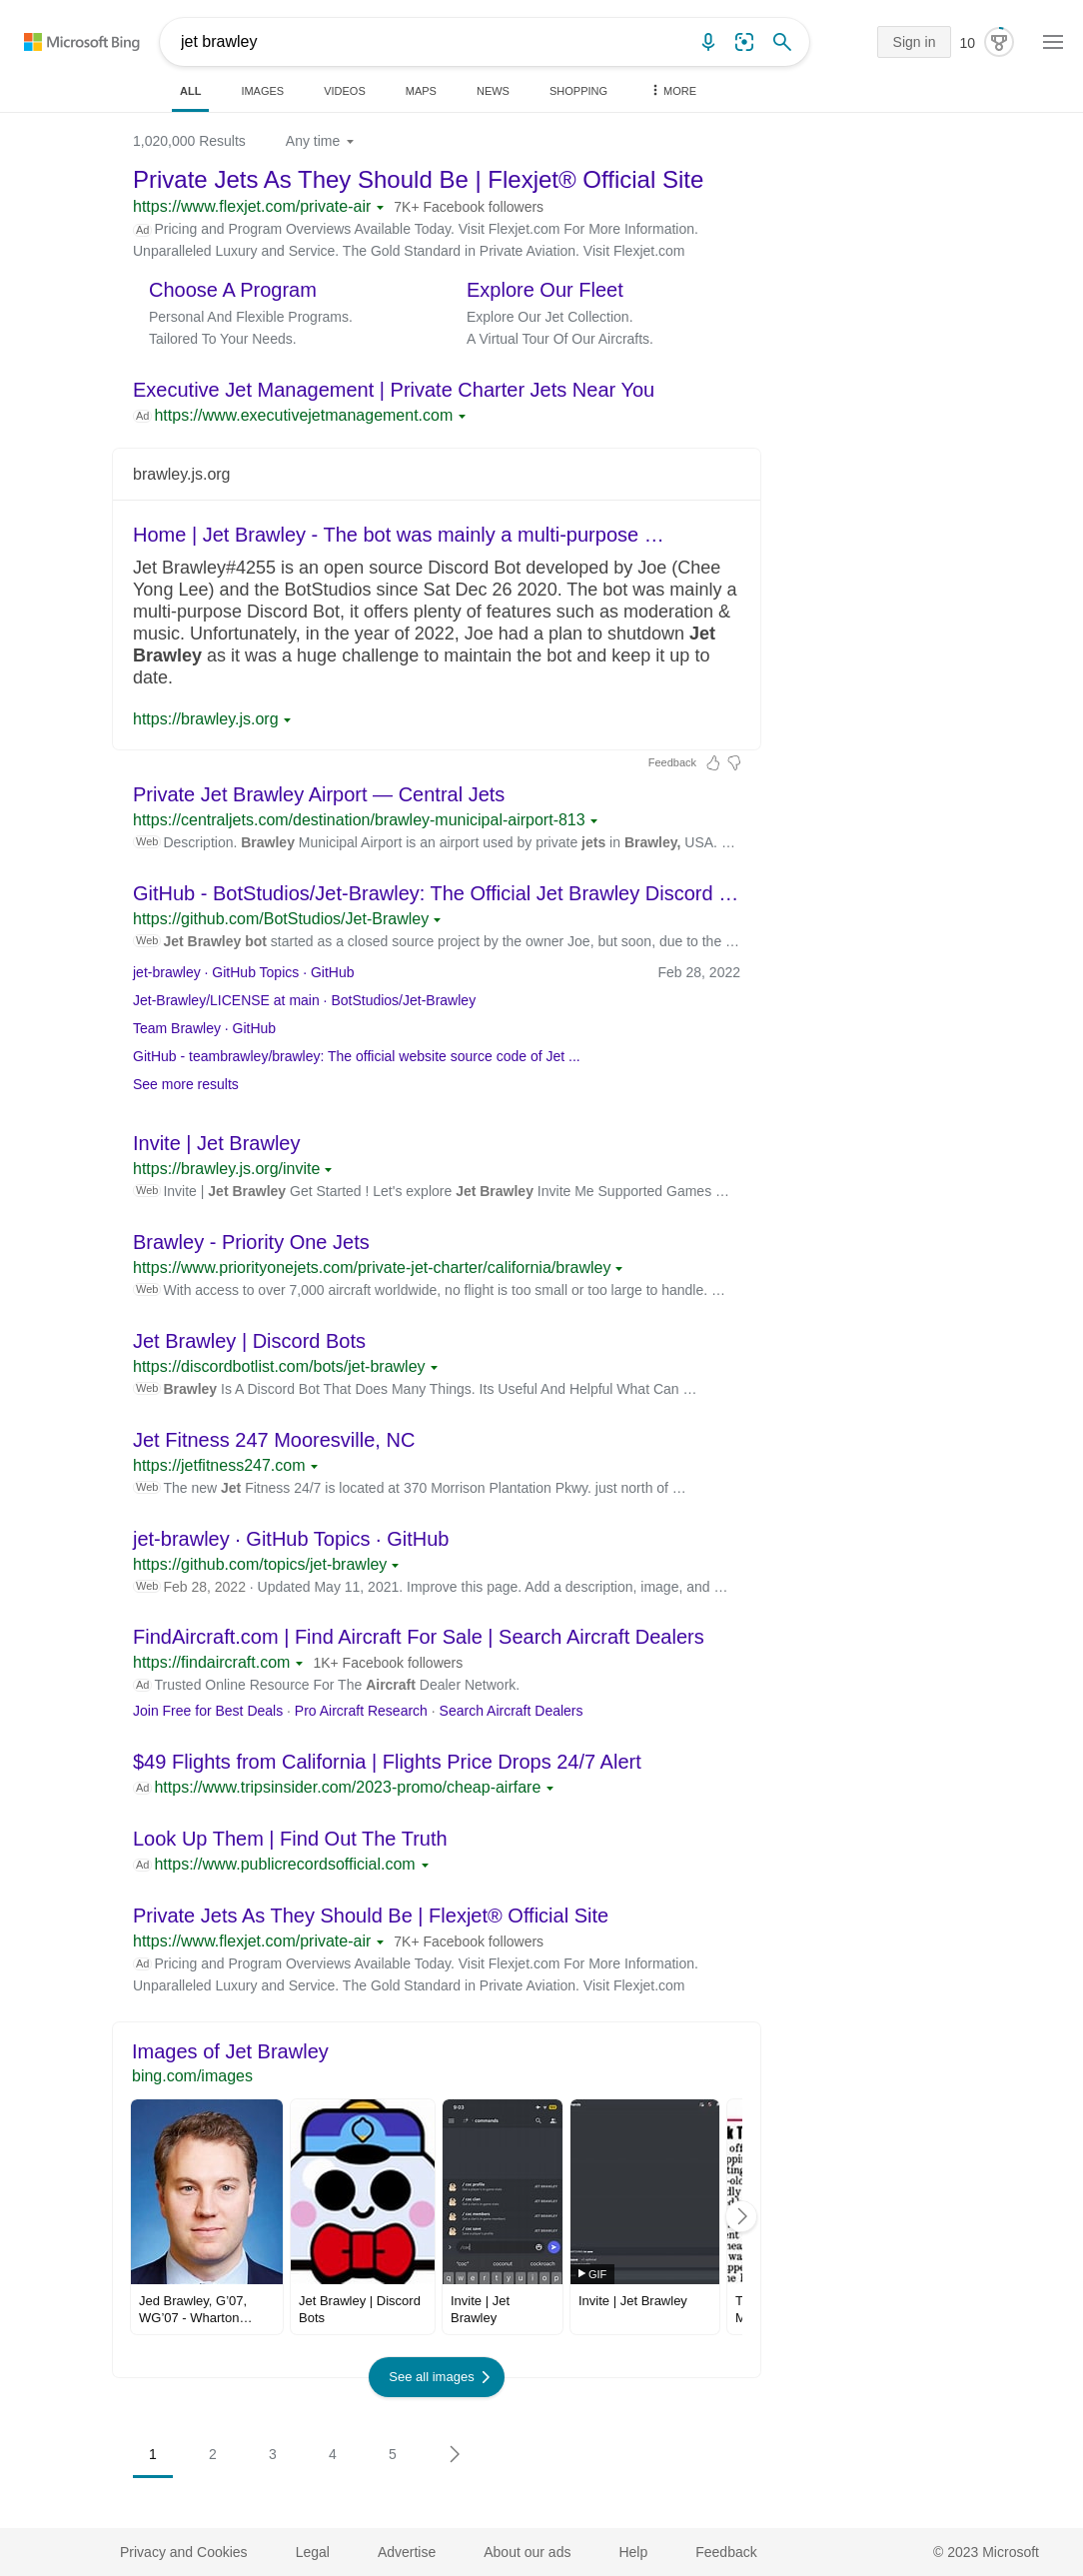 Microsoft Bing
jet brawley
Sign in
10
ALL
IMAGES
VIDEOS
MAPS
NEWS
SHOPPING
MORE
1,020,000 Results
Any time
Private Jets As They Should Be | Flexjet® Official Site
https://www.flexjet.com/private-air 7K+ Facebook followers
Ad Pricing and Program Overviews Available Today. Visit Flexjet.com For More Information.
Unparalleled Luxury and Service. The Gold Standard in Private Aviation. Visit Flexjet.com
Choose A Program
Personal And Flexible Programs.
Tailored To Your Needs.
Explore Our Fleet
Explore Our Jet Collection.
A Virtual Tour Of Our Aircrafts.
Executive Jet Management | Private Charter Jets Near You
Ad https://www.executivejetmanagement.com
brawley.js.org
Home | Jet Brawley - The bot was mainly a multi-purpose …
Jet Brawley#4255 is an open source Discord Bot developed by Joe (Chee
Yong Lee) and the BotStudios since Sat Dec 26 2020. The bot was mainly a
multi-purpose Discord Bot, it offers plenty of features such as moderation &
music. Unfortunately, in the year of 2022, Joe had a plan to shutdown Jet
Brawley as it was a huge challenge to maintain the bot and keep it up to
date.
https://brawley.js.org
Feedback
Private Jet Brawley Airport — Central Jets
https://centraljets.com/destination/brawley-municipal-airport-813
Web Description. Brawley Municipal Airport is an airport used by private jets in Brawley, USA. …
GitHub - BotStudios/Jet-Brawley: The Official Jet Brawley Discord …
https://github.com/BotStudios/Jet-Brawley
Web Jet Brawley bot started as a closed source project by the owner Joe, but soon, due to the …
jet-brawley · GitHub Topics · GitHub Feb 28, 2022
Jet-Brawley/LICENSE at main · BotStudios/Jet-Brawley
Team Brawley · GitHub
GitHub - teambrawley/brawley: The official website source code of Jet ...
See more results
Invite | Jet Brawley
https://brawley.js.org/invite
Web Invite | Jet Brawley Get Started ! Let's explore Jet Brawley Invite Me Supported Games …
Brawley - Priority One Jets
https://www.priorityonejets.com/private-jet-charter/california/brawley
Web With access to over 7,000 aircraft worldwide, no flight is too small or too large to handle. …
Jet Brawley | Discord Bots
https://discordbotlist.com/bots/jet-brawley
Web Brawley Is A Discord Bot That Does Many Things. Its Useful And Helpful What Can …
Jet Fitness 247 Mooresville, NC
https://jetfitness247.com
Web The new Jet Fitness 24/7 is located at 370 Morrison Plantation Pkwy. just north of …
jet-brawley · GitHub Topics · GitHub
https://github.com/topics/jet-brawley
Web Feb 28, 2022 · Updated May 11, 2021. Improve this page. Add a description, image, and …
FindAircraft.com | Find Aircraft For Sale | Search Aircraft Dealers
https://findaircraft.com 1K+ Facebook followers
Ad Trusted Online Resource For The Aircraft Dealer Network.
Join Free for Best Deals · Pro Aircraft Research · Search Aircraft Dealers
$49 Flights from California | Flights Price Drops 24/7 Alert
Ad https://www.tripsinsider.com/2023-promo/cheap-airfare
Look Up Them | Find Out The Truth
Ad https://www.publicrecordsofficial.com
Private Jets As They Should Be | Flexjet® Official Site
https://www.flexjet.com/private-air 7K+ Facebook followers
Ad Pricing and Program Overviews Available Today. Visit Flexjet.com For More Information.
Unparalleled Luxury and Service. The Gold Standard in Private Aviation. Visit Flexjet.com
Images of Jet Brawley
bing.com/images
9:03
commands
/ coc profile
/ coc clan
/ coc members
"coc" coconut cockroach
q w e r t y u i o p
GIF
Jed Brawley, G'07,
WG'07 - Wharton…
Jet Brawley | Discord
Bots
Invite | Jet
Brawley
Invite | Jet Brawley
See all images
1 2 3 4 5
Privacy and Cookies
Legal
Advertise
About our ads
Help
Feedback
© 2023 Microsoft